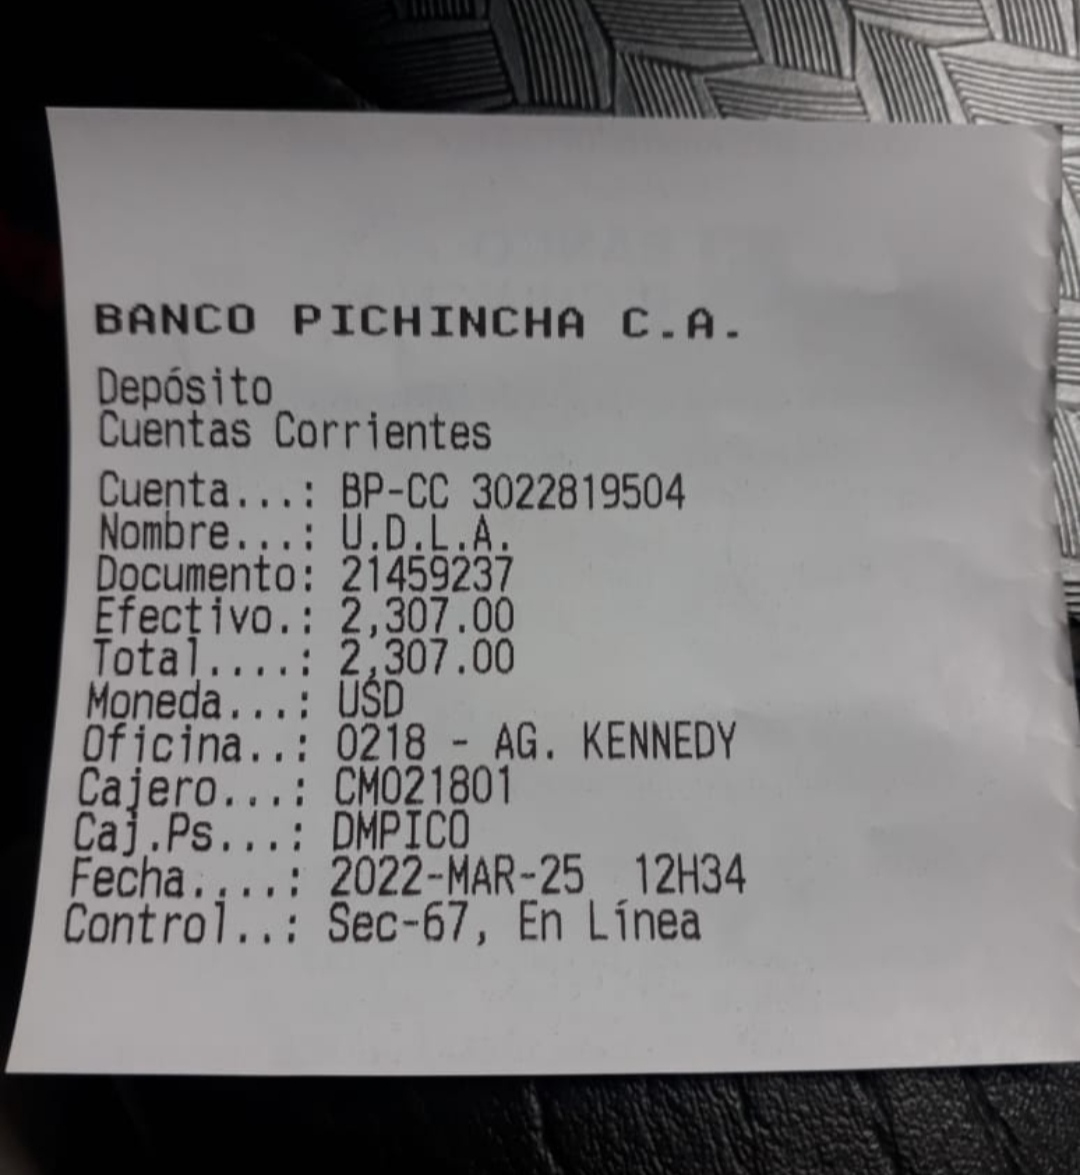 BANCO PICHINCHA C.A.
Depósito
Cuentas Corrientes
Cuenta...: BP-CC 3022819504
Nombre...: U.D.L.A.
Documento: 21459237
Efectivo.: 2,307.00
Total....: 2,307.00
Moneda...: USD
Oficina..: 0218 - AG. KENNEDY
Cajero...: CM021801
Caj.Ps...: DMPICO
Fecha....: 2022-MAR-25  12H34
Control..: Sec-67, En Línea